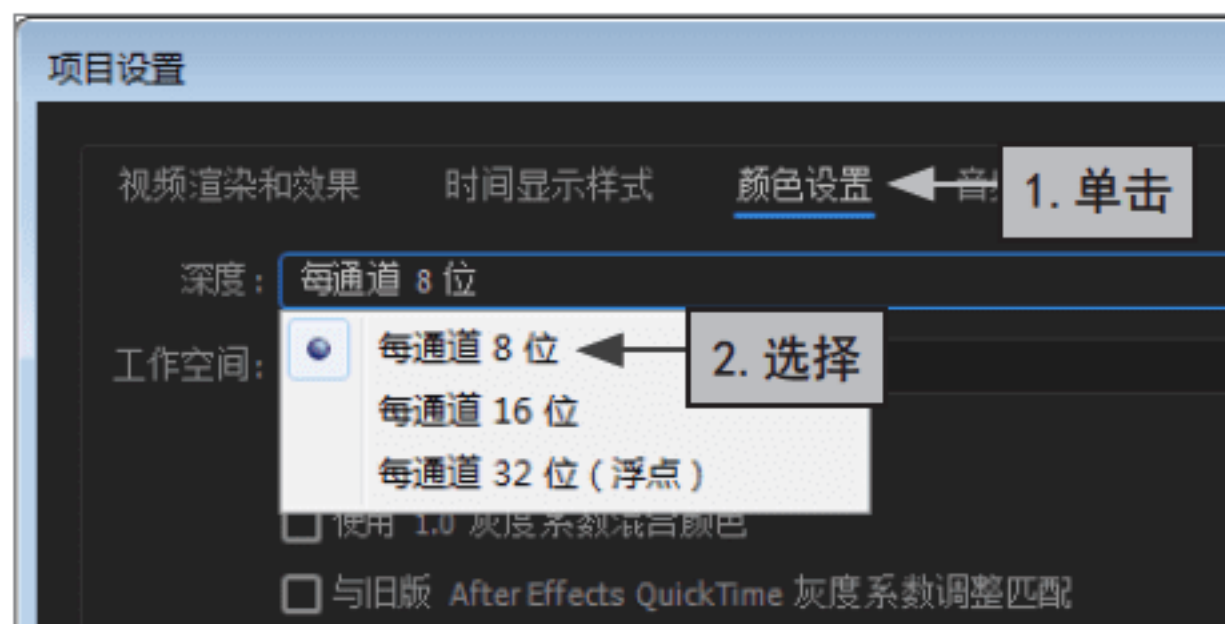 项目设置
视频渲染和效果 时间显示样式 颜色设置 1. 单击
深度: 每通道 8 位
工作空间: 每通道 8 位 2. 选择
每通道 16 位
每通道 32 位 ( 浮点 )
使用 1.0 灰度系数混合颜色
与旧版 After Effects QuickTime 灰度系数调整匹配